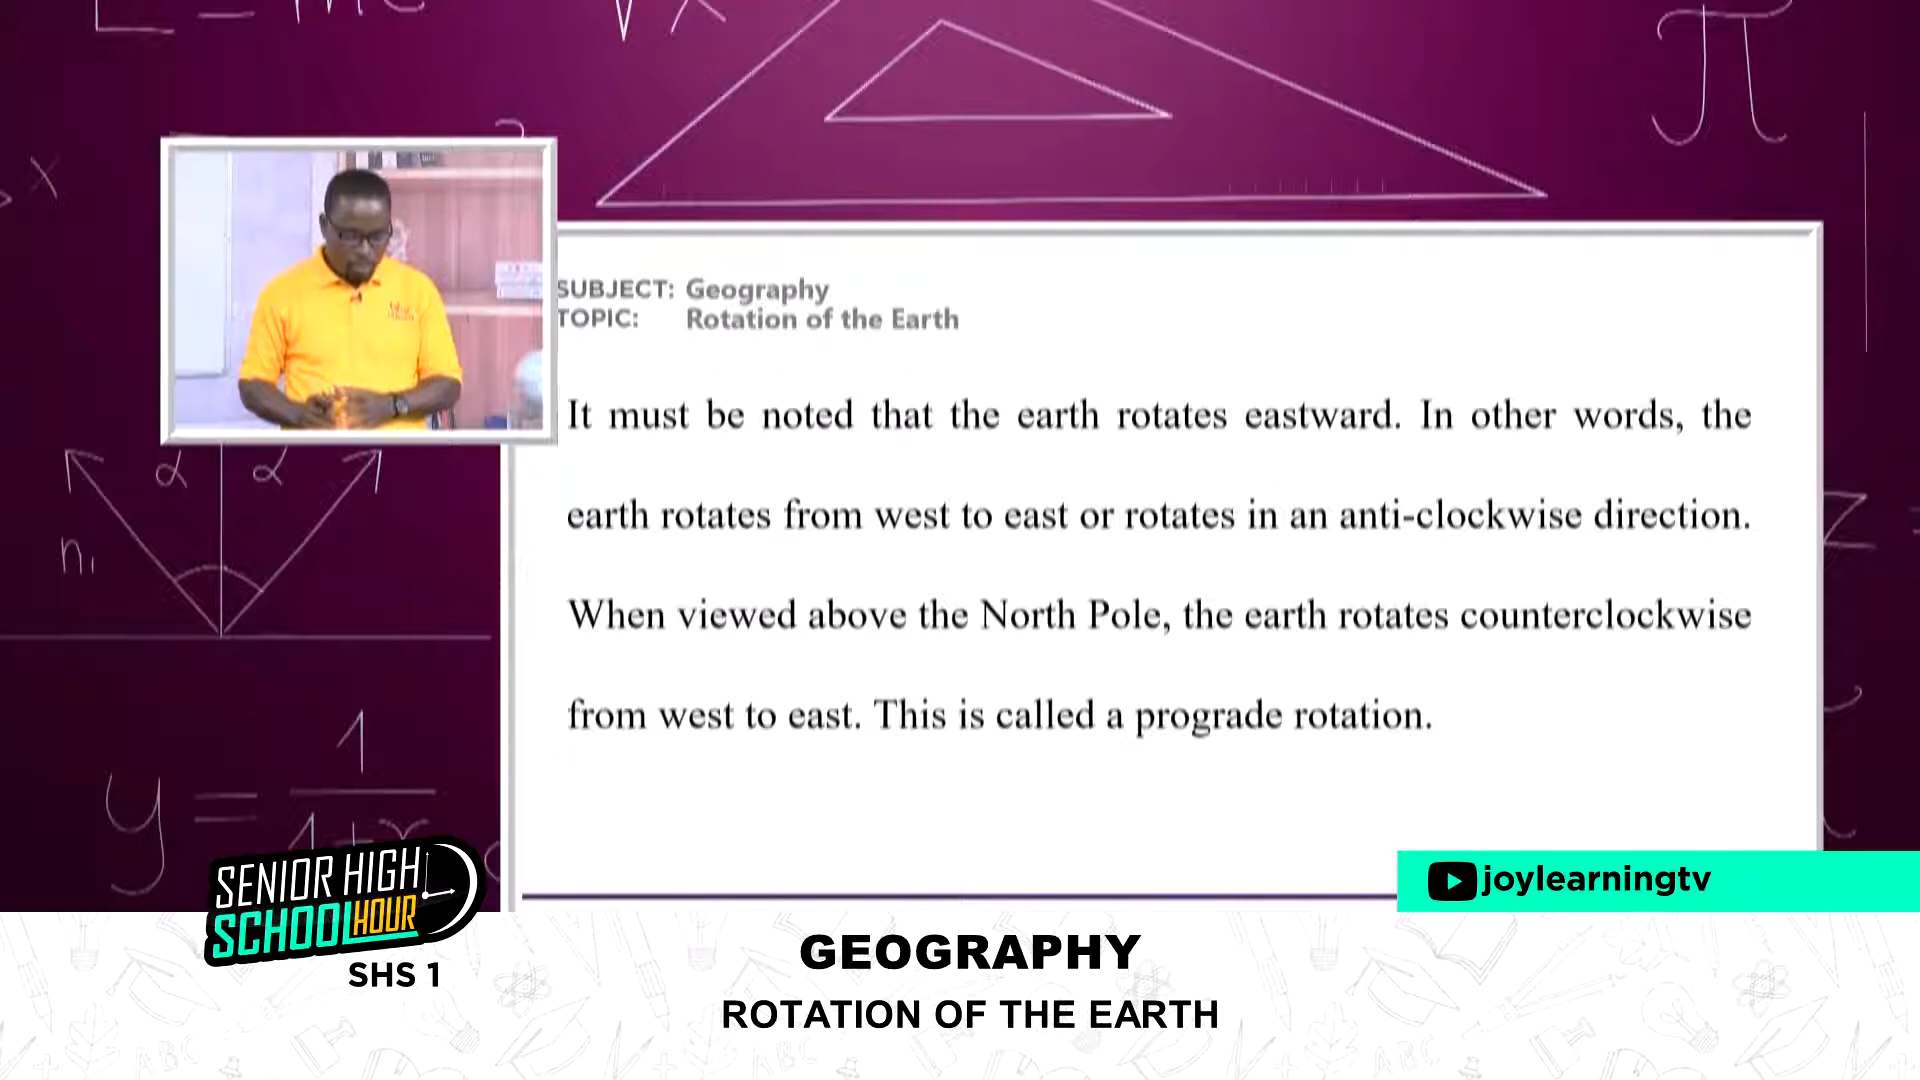 π
x
SUBJECT: Geography
TOPIC: Rotation of the Earth
It must be noted that the earth rotates eastward. In other words, the
earth rotates from west to east or rotates in an anti-clockwise direction.
When viewed above the North Pole, the earth rotates counterclockwise
from west to east. This is called a prograde rotation.
α α
n₁
y = 1
1+x
SENIOR HIGH
SCHOOL HOUR
SHS 1
joylearningtv
GEOGRAPHY
ROTATION OF THE EARTH